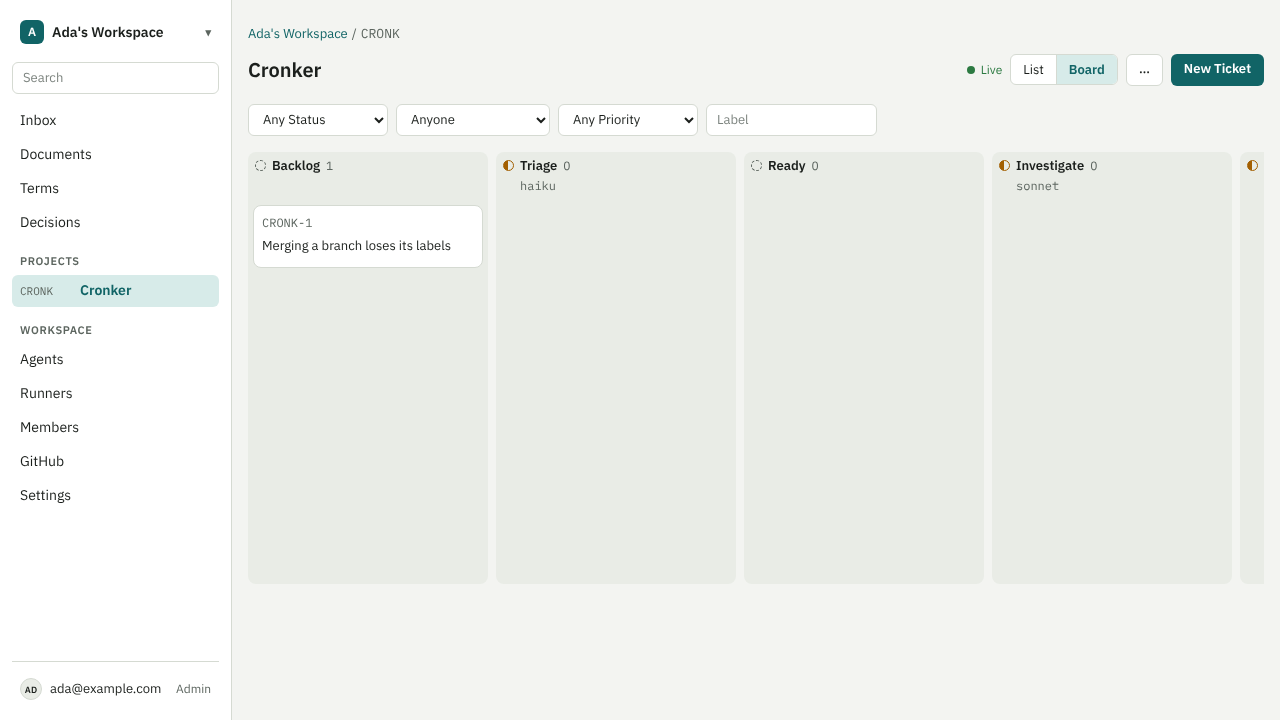 A Ada's Workspace ▾
Search
Inbox
Documents
Terms
Decisions
PROJECTS
CRONK Cronker
WORKSPACE
Agents
Runners
Members
GitHub
Settings
AD ada@example.com Admin
Ada's Workspace / CRONK
Cronker
Live List Board ... New Ticket
Any Status Anyone Any Priority Label
Backlog 1
CRONK-1
Merging a branch loses its labels
Triage 0
haiku
Ready 0
Investigate 0
sonnet